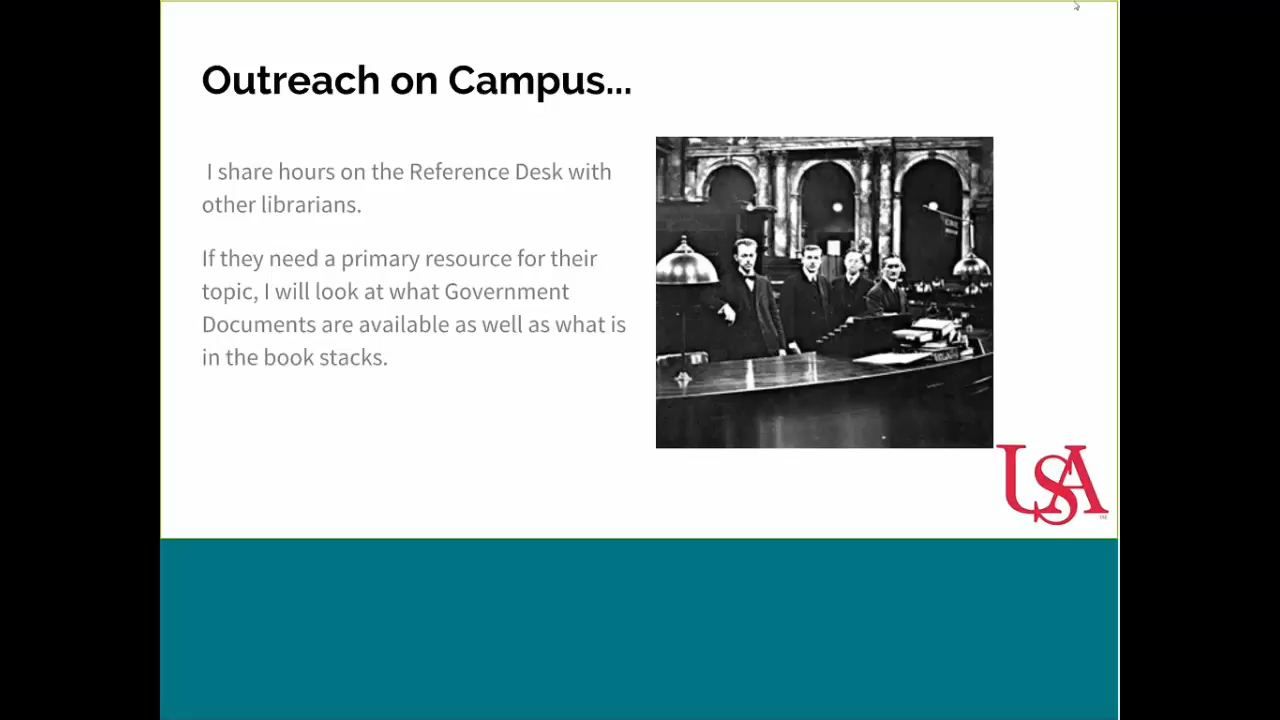 Outreach on Campus...
I share hours on the Reference Desk with
other librarians.
If they need a primary resource for their
topic, I will look at what Government
Documents are available as well as what is
in the book stacks.
USA